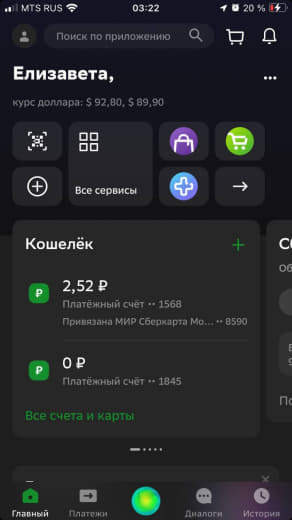 MTS RUS
03:22
20 %
Поиск по приложению
Елизавета,
курс доллара: $ 92,80, $ 89,90
Все сервисы
Кошелёк
2,52 ₽
Платёжный счёт •• 1568
Привязана МИР Сберкарта Мо... •• 8590
0 ₽
Платёжный счёт •• 1845
Все счета и карты
Об
Главный
Платежи
Диалоги
История